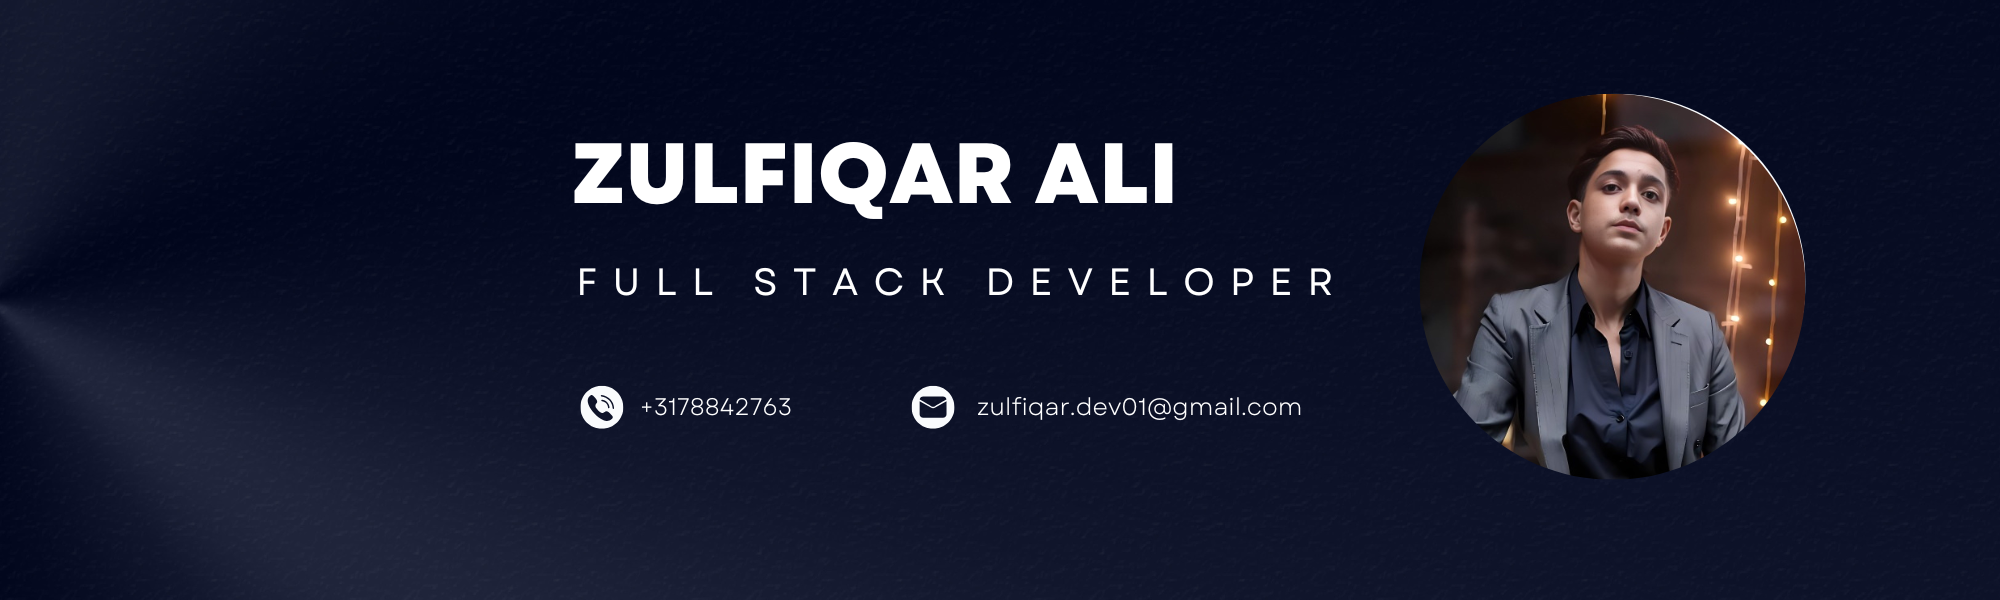 ZULFIQAR ALI
FULL STACK DEVELOPER
+3178842763
zulfiqar.dev01@gmail.com